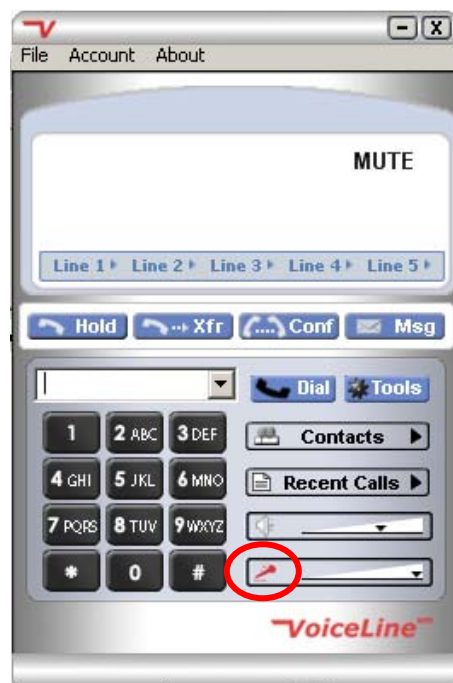 File Account About
MUTE
Line 1 Line 2 Line 3 Line 4 Line 5
Hold Xfr Conf Msg
Dial Tools
1 2 ABC 3 DEF Contacts
4 GHI 5 JKL 6 MNO Recent Calls
7 PQRS 8 TUV 9 WXYZ
* 0 #
VoiceLine